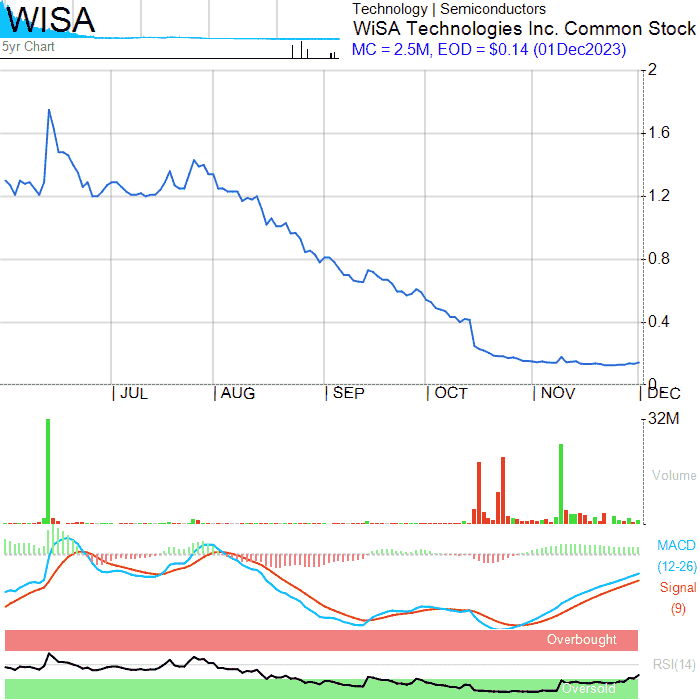 WISA
5yr Chart
Technology | Semiconductors
WiSA Technologies Inc. Common Stock
MC = 2.5M, EOD = $0.14 (01Dec2023)
2
1.6
1.2
0.8
0.4
0
| JUL | AUG | SEP | OCT | NOV | DEC
32M
Volume
MACD
(12-26)
Signal
(9)
Overbought
RSI(14)
Oversold